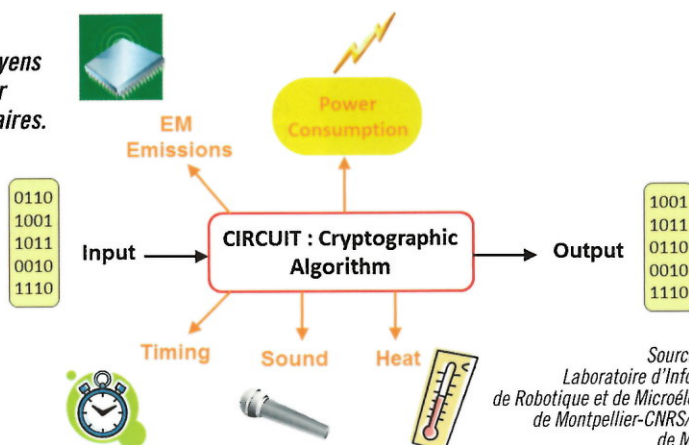 yens
r
aires.
Power
Consumption
EM
Emissions
0110
1001
1011
0010
1110
Input
CIRCUIT : Cryptographic
Algorithm
Output
1001
1011
0110
0010
1110
Timing
Sound
Heat
Sourc
Laboratoire d'Info
de Robotique et de Microéle
de Montpellier-CNRS/
de M